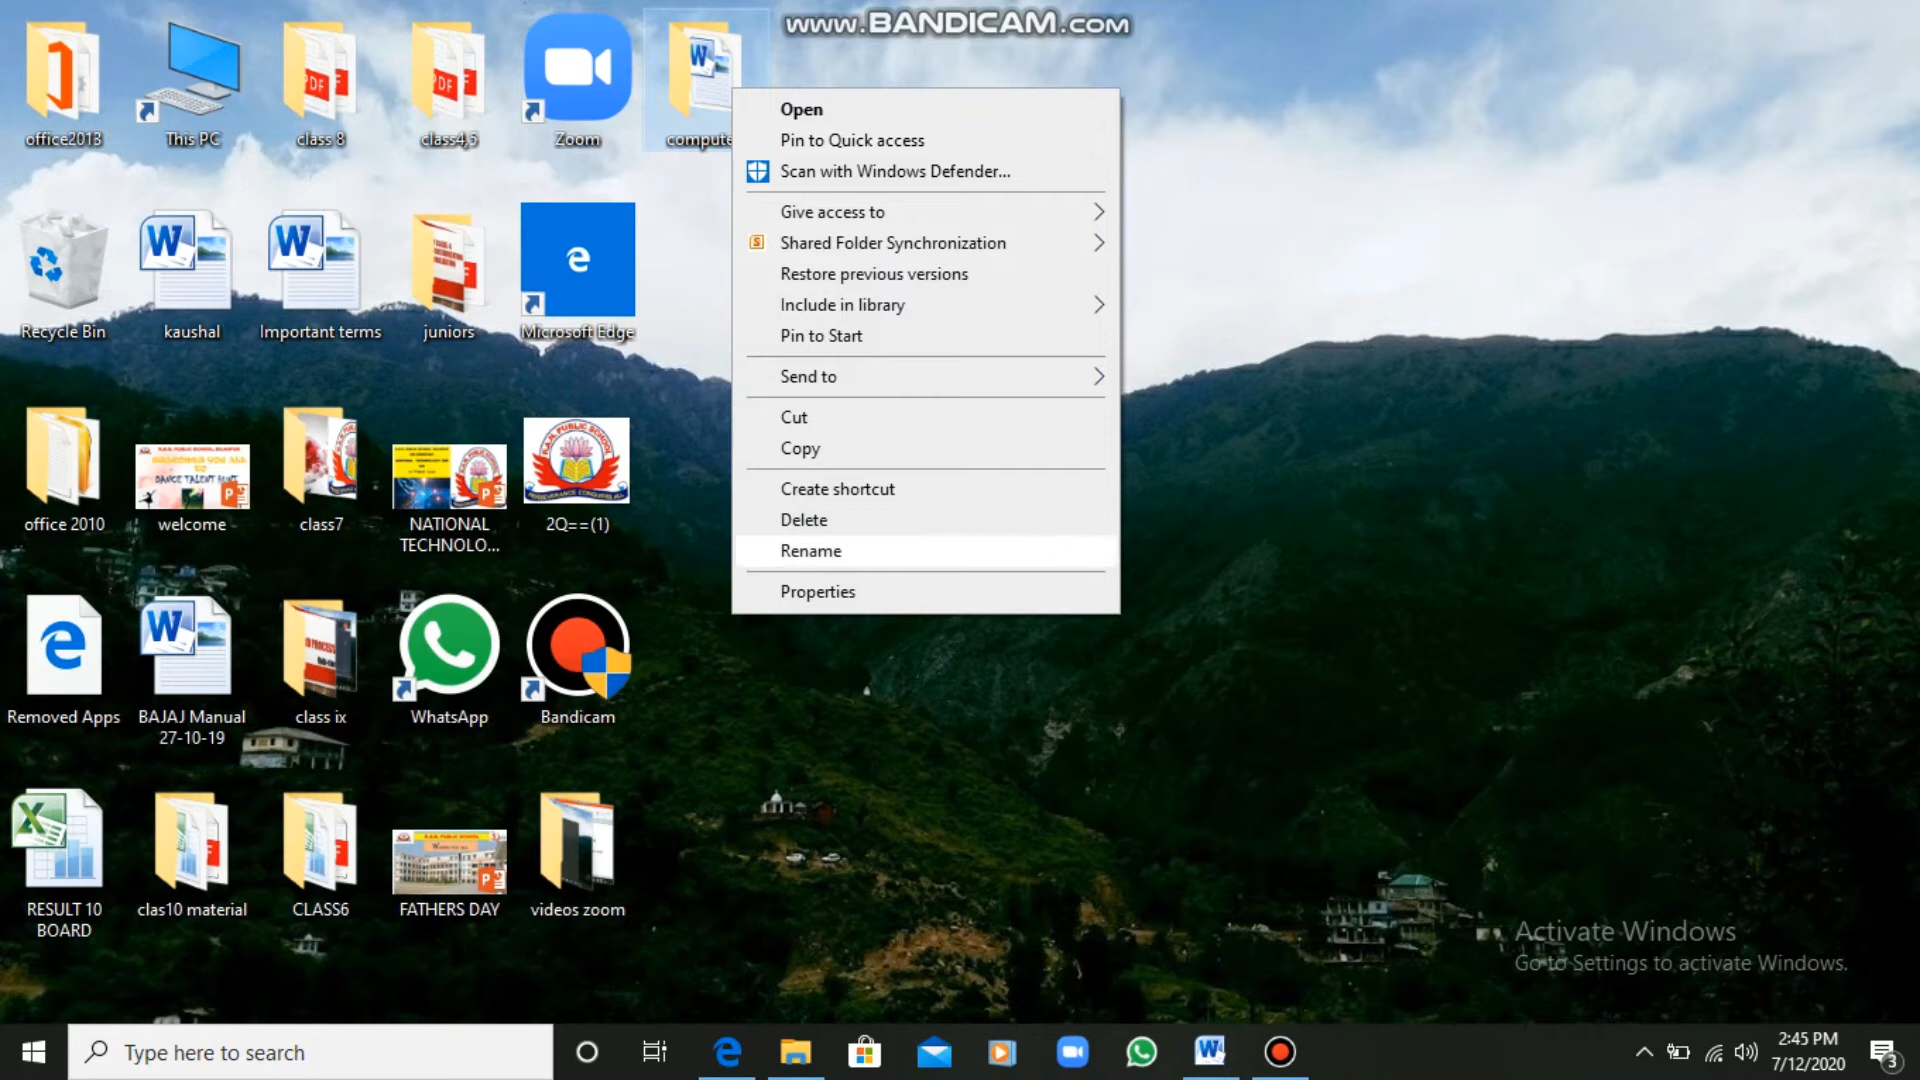 www.BANDICAM.com
office2013
This PC
class 8
class4,5
Zoom
compute
Open
Pin to Quick access
Scan with Windows Defender...
Give access to
Shared Folder Synchronization
Restore previous versions
Include in library
Pin to Start
Send to
Cut
Copy
Create shortcut
Delete
Rename
Properties
Recycle Bin
kaushal
Important terms
juniors
Microsoft Edge
office 2010
welcome
class7
NATIONAL
TECHNOLO...
2Q==(1)
Removed Apps
BAJAJ Manual
27-10-19
class ix
WhatsApp
Bandicam
RESULT 10
BOARD
clas10 material
CLASS6
FATHERS DAY
videos zoom
Activate Windows
Go to Settings to activate Windows.
Type here to search
2:45 PM
7/12/2020
3